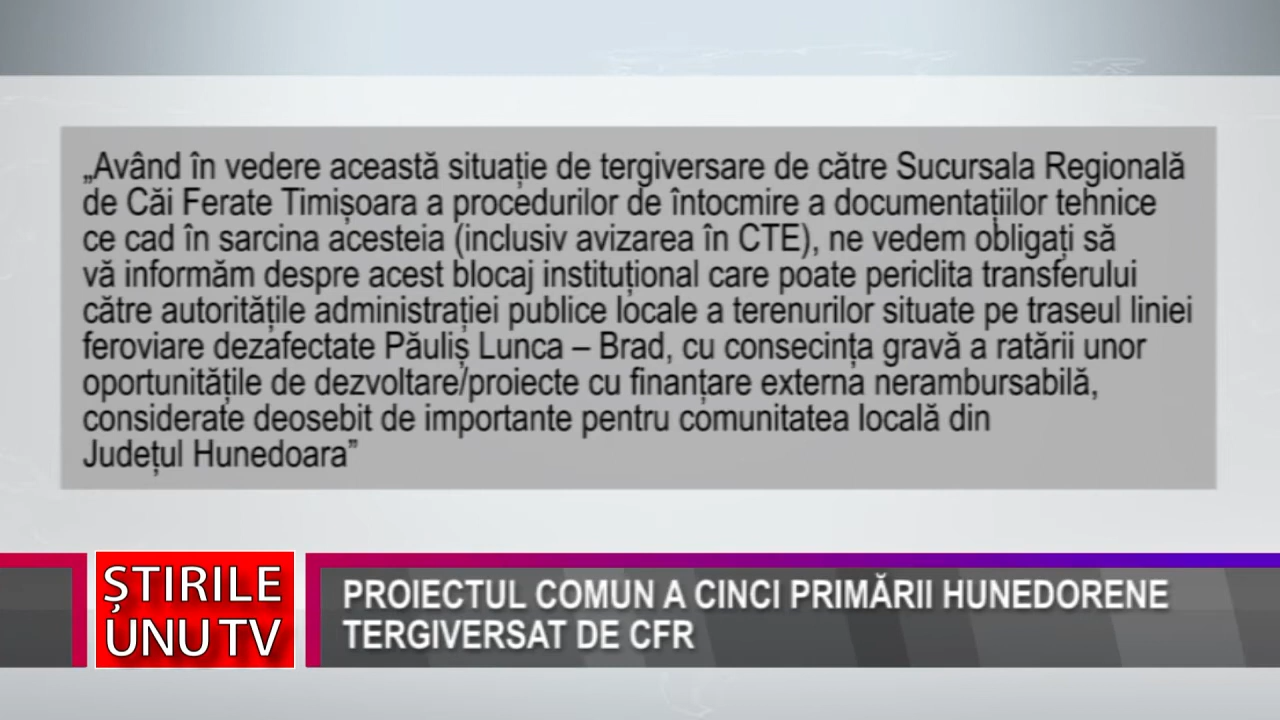 „Având în vedere această situație de tergiversare de către Sucursala Regională
de Căi Ferate Timișoara a procedurilor de întocmire a documentațiilor tehnice
ce cad în sarcina acesteia (inclusiv avizarea în CTE), ne vedem obligați să
vă informăm despre acest blocaj instituțional care poate periclita transferului
către autoritățile administrației publice locale a terenurilor situate pe traseul liniei
feroviare dezafectate Păuliș Lunca – Brad, cu consecința gravă a ratării unor
oportunitățile de dezvoltare/proiecte cu finanțare externa nerambursabilă,
considerate deosebit de importante pentru comunitatea locală din
Județul Hunedoara”
ȘTIRILE
UNU TV
PROIECTUL COMUN A CINCI PRIMĂRII HUNEDORENE
TERGIVERSAT DE CFR